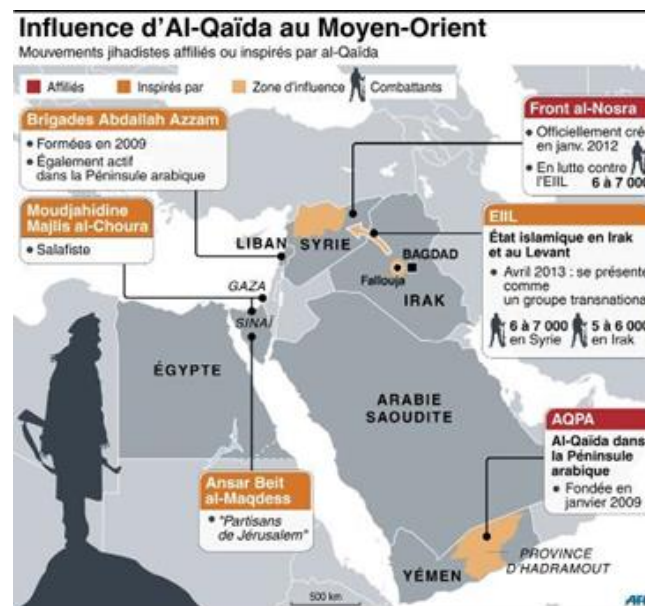 Influence d'Al-Qaïda au Moyen-Orient
Mouvements jihadistes affiliés ou inspirés par al-Qaïda
Affiliés
Inspirés par
Zone d'influence
Combattants
Brigades Abdallah Azzam
• Formées en 2009
• Également actif
dans la Péninsule arabique
Moudjahidine
Majlis al-Choura
• Salafiste
Front al-Nosra
• Officiellement cré
en janv. 2012
• En lutte contre
l'EIIL 6 à 7 000
EIIL
État islamique en Irak
et au Levant
• Avril 2013 : se présente
comme
un groupe transnationa
6 à 7 000
en Syrie
5 à 6 000
en Irak
LIBAN
SYRIE
BAGDAD
Fallouja
IRAK
GAZA
SINAÏ
ÉGYPTE
ARABIE
SAOUDITE
Ansar Beit
al-Maqdess
• "Partisans
de Jérusalem"
AQPA
Al-Qaïda dans
la Péninsule
arabique
• Fondée en
janvier 2009
PROVINCE
D'HADRAMOUT
YÉMEN
500 km
AF